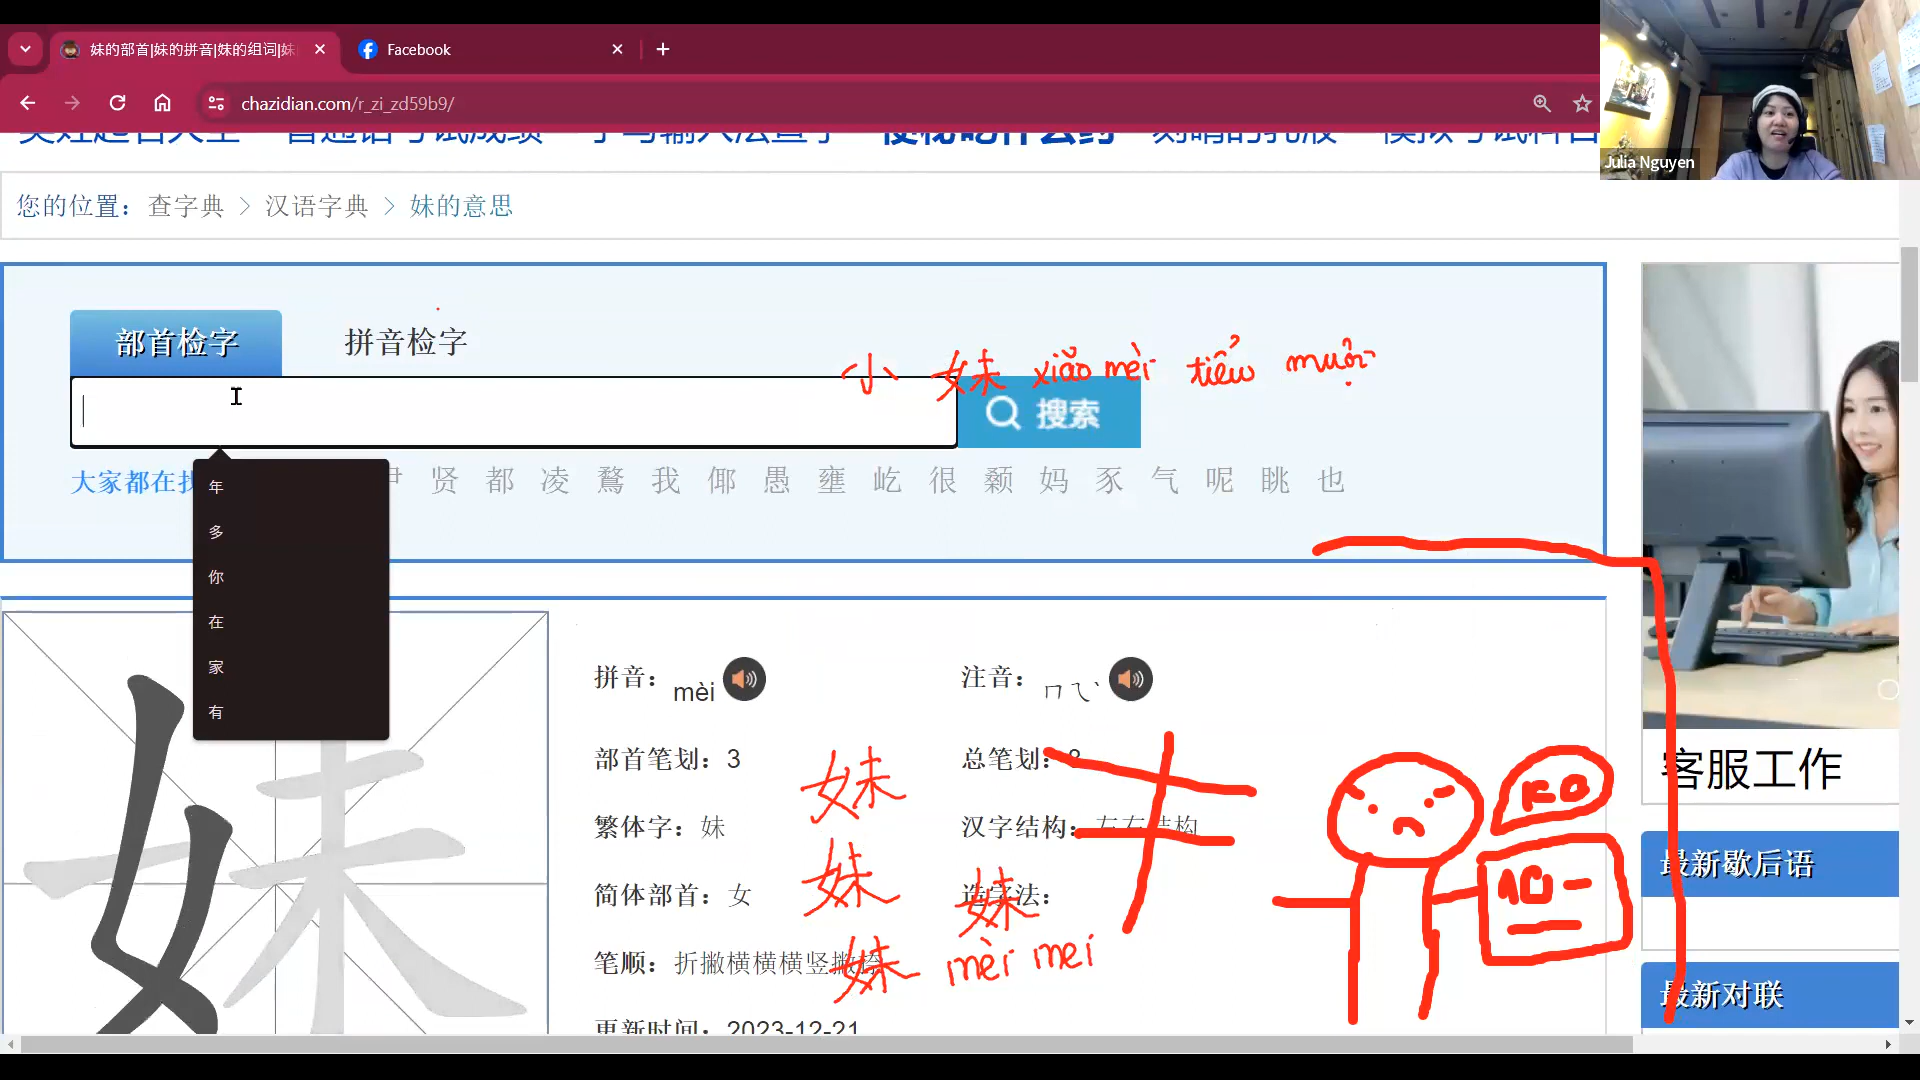 妹的部首|妹的拼音|妹的组词|妹
Facebook
chazidian.com/r_zi_zd59b9/
Julia Nguyen
您的位置：查字典 > 汉语字典 > 妹的意思
部首检字
拼音检字
小妹 xiǎo mèi tiểu muội
搜索
大家都在找
贤 都 凌 鶩 我 倻 愚 壅 屹 很 颡 妈 豕 气 呢 眺 也
年
多
你
在
家
有
拼音： mèi
注音： ㄇㄟˋ
部首笔划：3
总笔划：8
妹
繁体字：妹
汉字结构：左右结构
妹
简体部首：女
造字法：
妹
笔顺：折撇横横横竖撇捺
妹 mèi mei
更新时间：2023-12-21
妹
KO
客服工作
最新歇后语
最新对联